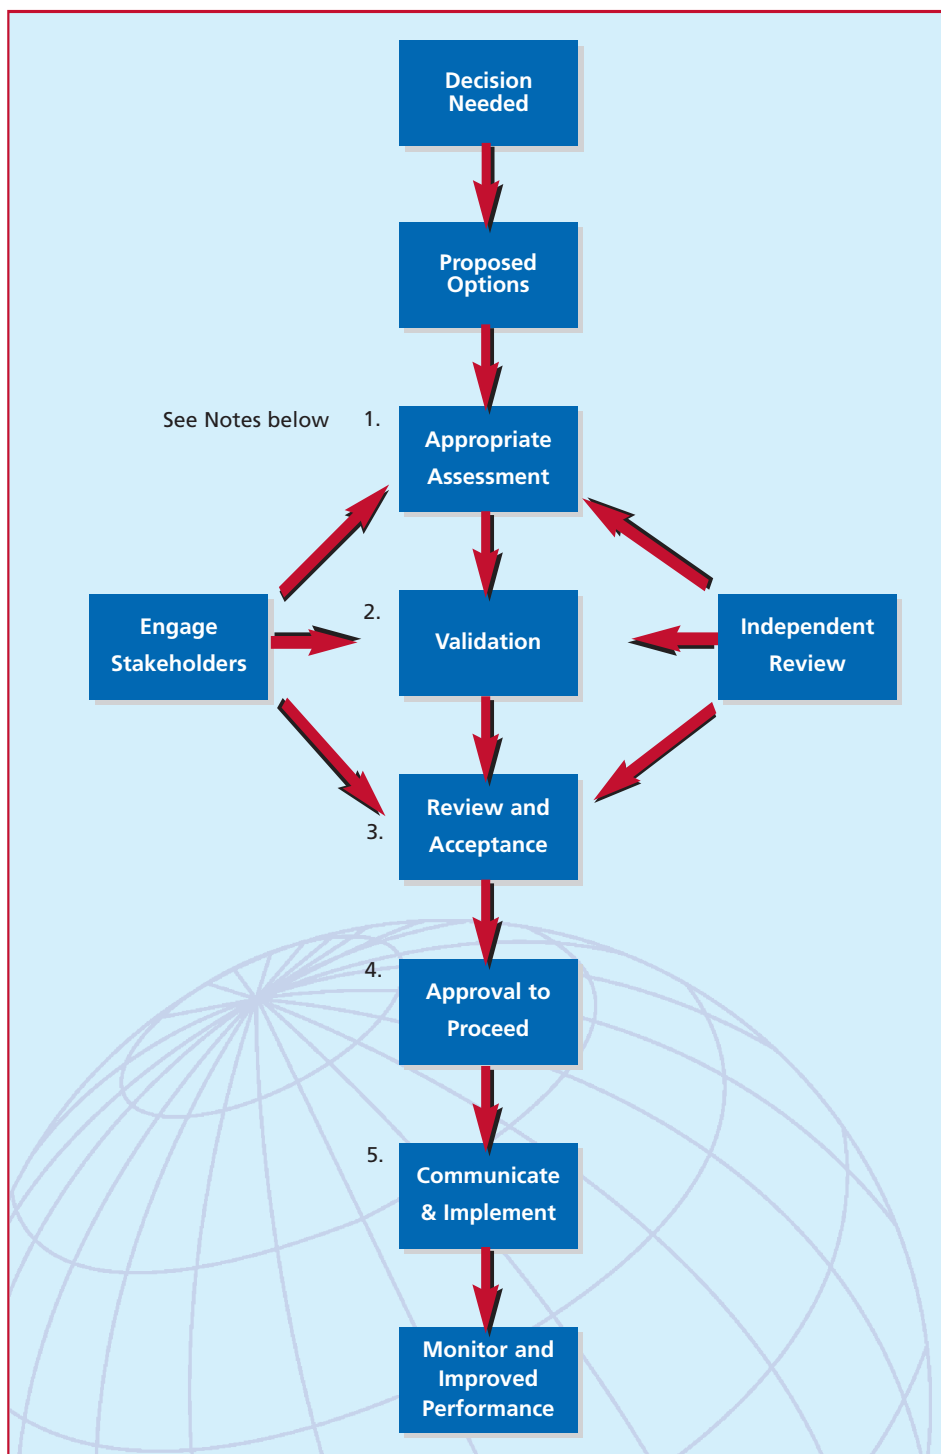 Decision
Needed
Proposed
Options
See Notes below
1.
Appropriate
Assessment
Engage
Stakeholders
2.
Validation
Independent
Review
3.
Review and
Acceptance
4.
Approval to
Proceed
5.
Communicate
& Implement
Monitor and
Improved
Performance